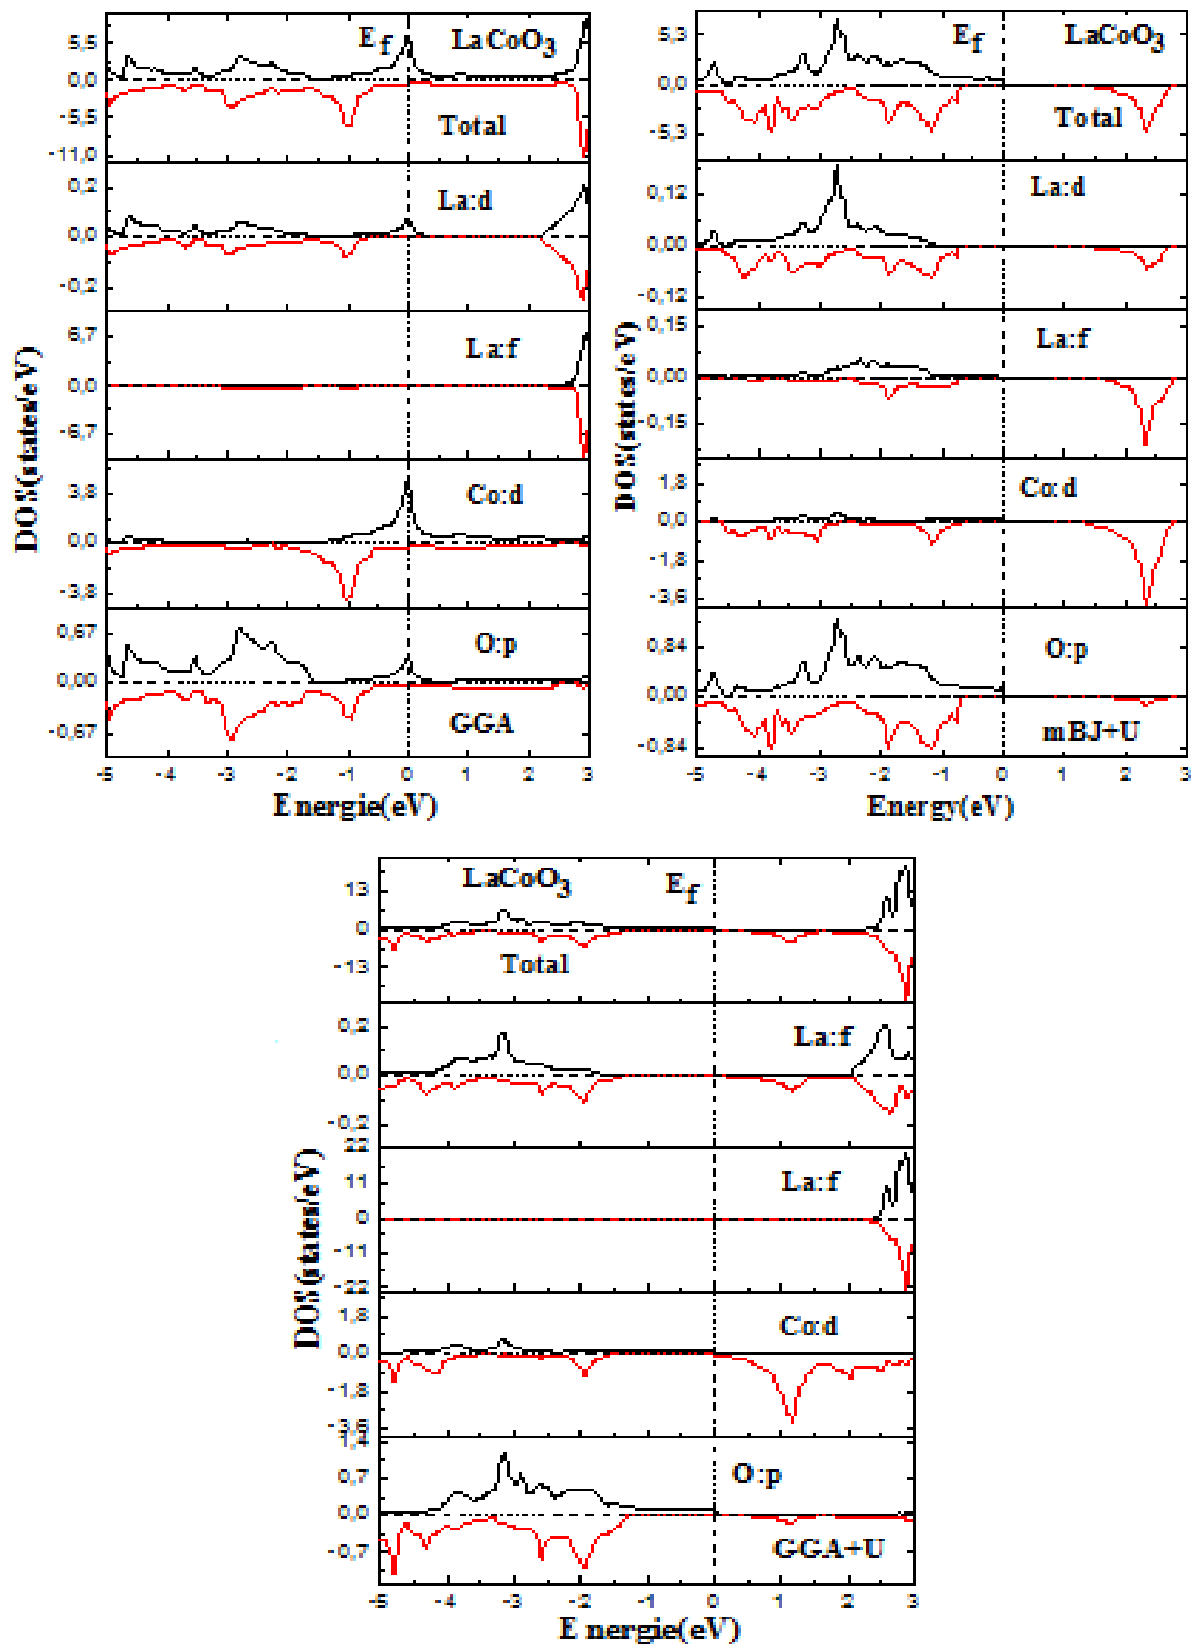 E_f LaCoO3
5,5
0,0
-5,5
-11,0
Total
0,2
0,0
-0,2
La:d
6,7
0,0
-6,7
La:f
3,8
0,0
-3,8
Co:d
0,67
0,00
-0,67
O:p
GGA
-5 -4 -3 -2 -1 0 1 2 3
Energie(eV)
DOS(states/eV)
E_f LaCoO3
5,3
0,0
-5,3
Total
0,12
0,00
-0,12
La:d
0,15
0,00
-0,15
La:f
1,8
0,0
-1,8
-3,6
Co:d
0,84
0,00
-0,84
O:p
mBJ+U
-5 -4 -3 -2 -1 0 1 2 3
Energy(eV)
DOS(states/eV)
LaCoO3 E_f
13
0
-13
Total
0,2
0,0
-0,2
La:f
22
11
0
-11
-22
La:f
1,8
0,0
-1,8
-3,6
Co:d
1,4
0,7
0,0
-0,7
O:p
GGA+U
-5 -4 -3 -2 -1 0 1 2 3
E nergie(eV)
DOS(states/eV)